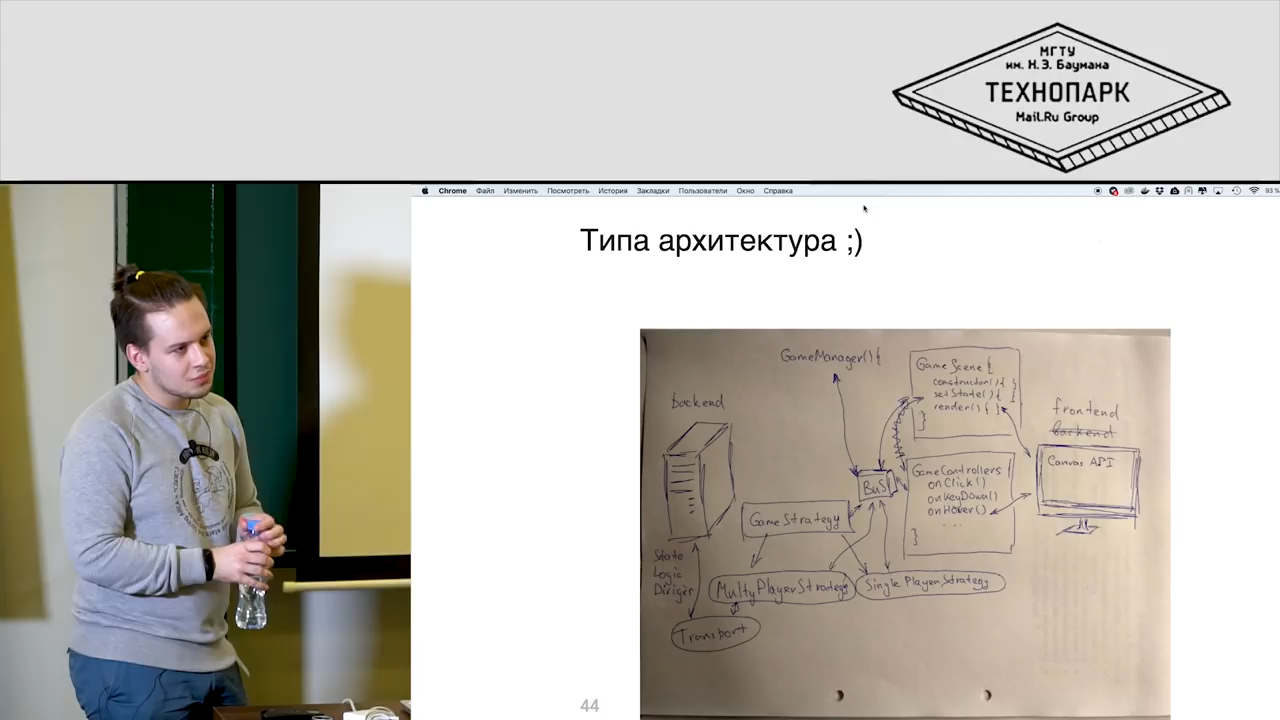 МГТУ
им. Н.Э. Баумана
ТЕХНОПАРК
Mail.Ru Group
Chrome Файл Изменить Посмотреть История Закладки Пользователи Окно Справка
93 %
Типа архитектура ;)
GameManager(){
GameScene {
constructor(){ }
setState(){ }
render(){ }
}
backend
frontend
backend
Canvas API
BUS
GameControllers {
onClick()
onKeyDown()
onHover()
...
}
GameStrategy
State
Logic
Diriger
MultyPlayerStrategy
SinglePlayerStrategy
Transport
44